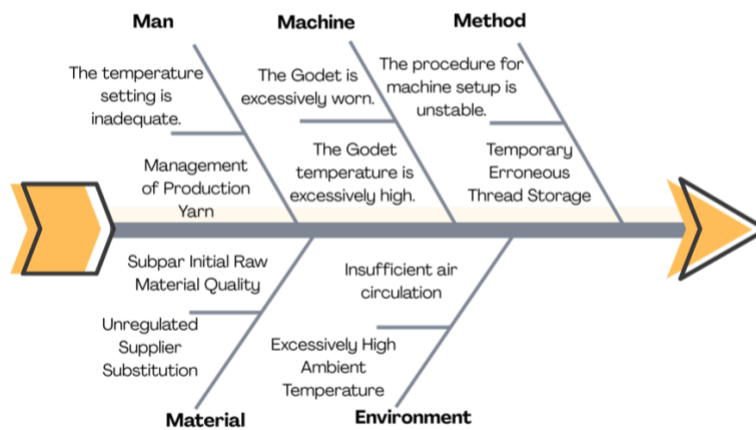 Man
The temperature
setting is
inadequate.
Management
of Production
Yarn
Machine
The Godet is
excessively worn.
The Godet
temperature is
excessively high.
Method
The procedure for
machine setup is
unstable.
Temporary
Erroneous
Thread Storage
Subpar Initial Raw
Material Quality
Unregulated
Supplier
Substitution
Material
Insufficient air
circulation
Excessively High
Ambient
Temperature
Environment